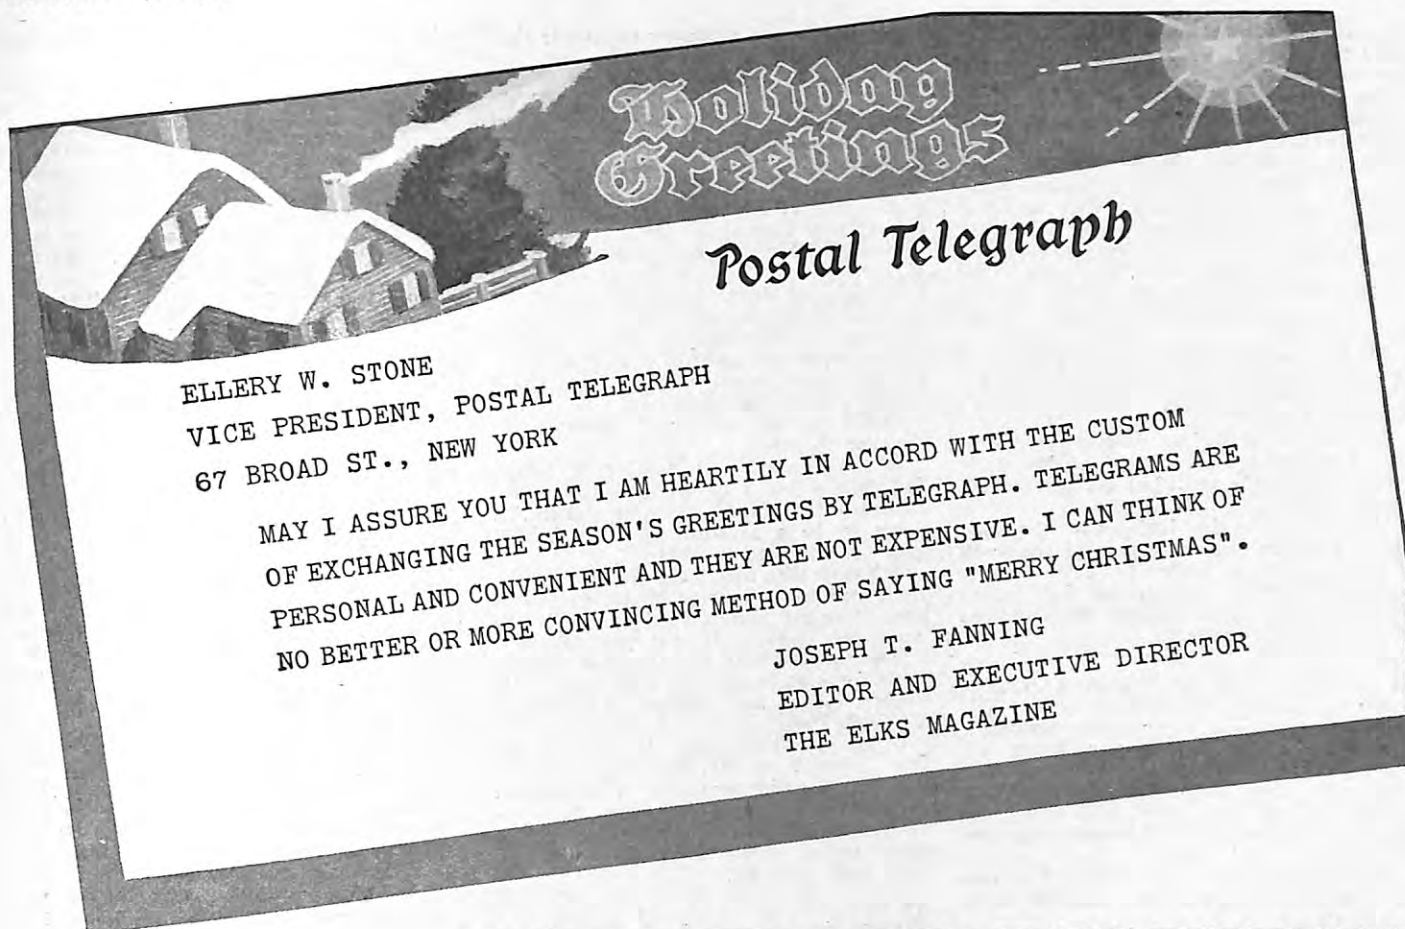 Holiday
Greetings
Postal Telegraph
ELLERY W. STONE
VICE PRESIDENT, POSTAL TELEGRAPH
67 BROAD ST., NEW YORK
MAY I ASSURE YOU THAT I AM HEARTILY IN ACCORD WITH THE CUSTOM
OF EXCHANGING THE SEASON'S GREETINGS BY TELEGRAPH. TELEGRAMS ARE
PERSONAL AND CONVENIENT AND THEY ARE NOT EXPENSIVE. I CAN THINK OF
NO BETTER OR MORE CONVINCING METHOD OF SAYING "MERRY CHRISTMAS".
JOSEPH T. FANNING
EDITOR AND EXECUTIVE DIRECTOR
THE ELKS MAGAZINE